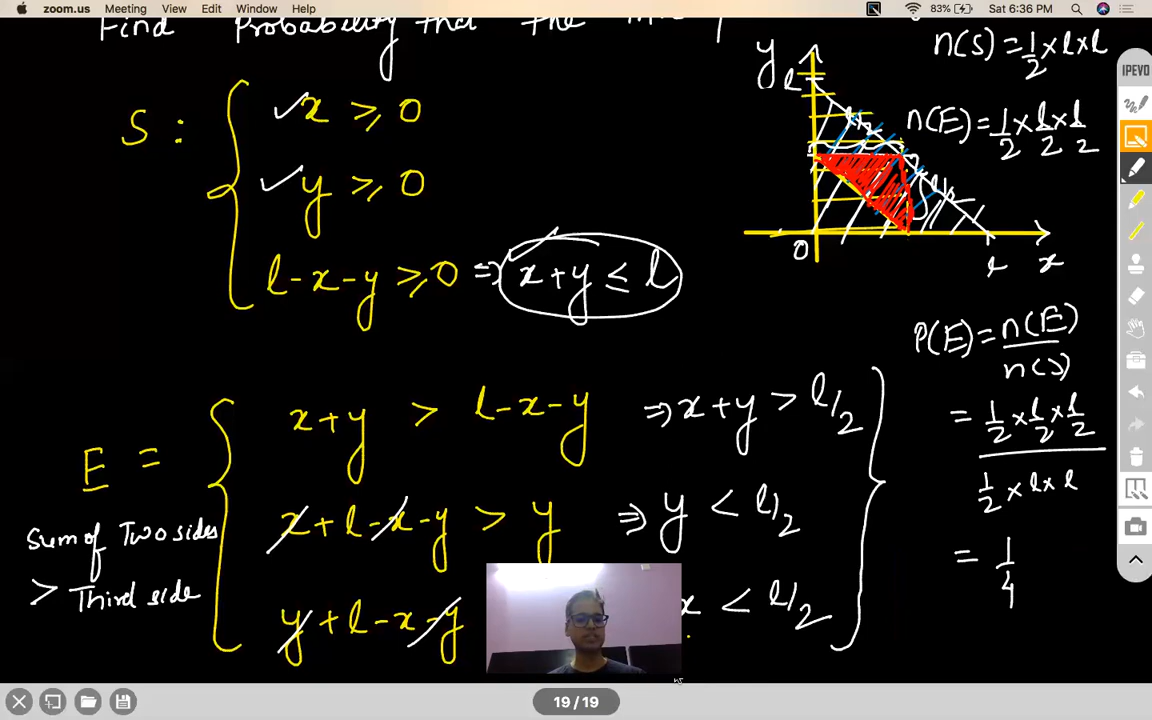 zoom.us Meeting View Edit Window Help 83% Sat 6:36 PM
Find Probability that the
n(S) = 1/2 × l × l
IPEVO
y
l
S :
✓x ≥ 0
n(E) = 1/2 × l/2 × l/2
l/2
l/2
✓y ≥ 0
0
l
x
l-x-y ≥ 0 ⇒ x+y ≤ l
P(E) = n(E)/n(S)
x+y > l-x-y ⇒ x+y > l/2
= 1/2 × l/2 × l/2
1/2 × l × l
E =
Sum of Two sides
> Third side
x + l - x - y > y ⇒ y < l/2
= 1/4
y + l - x - y
x < l/2
19 / 19